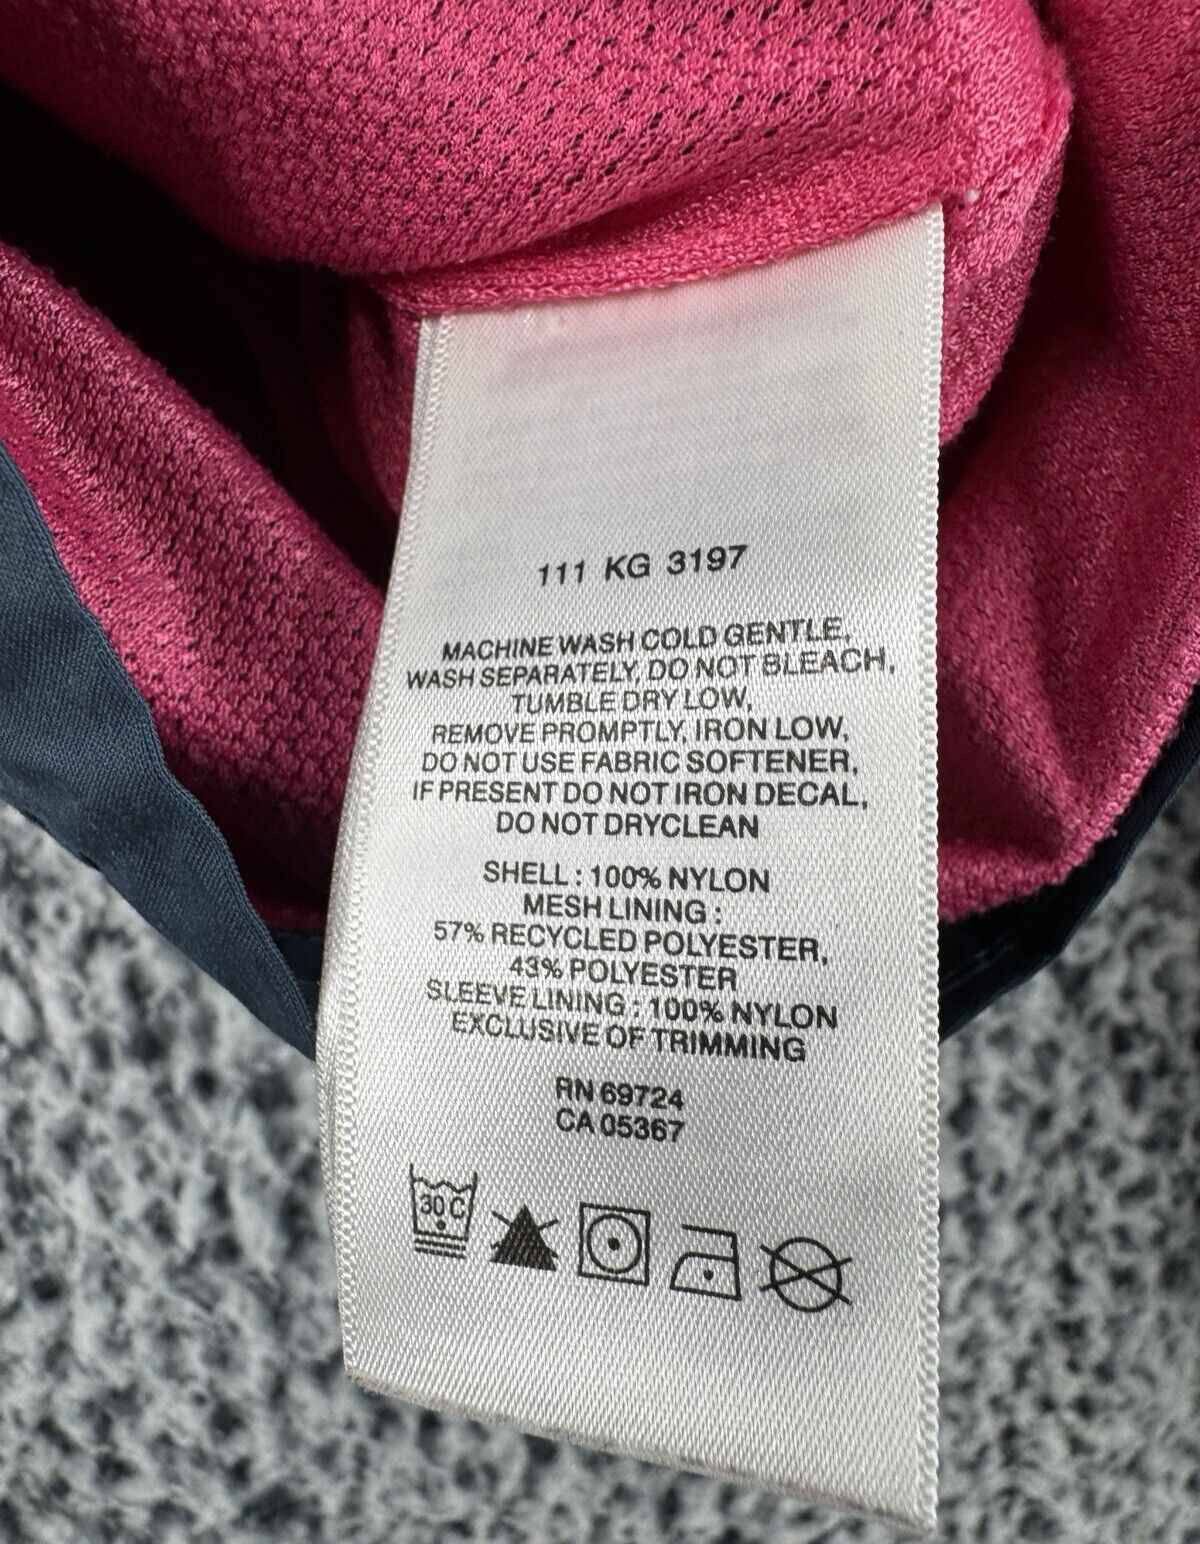 111 KG 3197
MACHINE WASH COLD GENTLE,
WASH SEPARATELY, DO NOT BLEACH,
TUMBLE DRY LOW,
REMOVE PROMPTLY, IRON LOW,
DO NOT USE FABRIC SOFTENER,
IF PRESENT DO NOT IRON DECAL,
DO NOT DRYCLEAN
SHELL : 100% NYLON
MESH LINING :
57% RECYCLED POLYESTER,
43% POLYESTER
SLEEVE LINING : 100% NYLON
EXCLUSIVE OF TRIMMING
RN 69724
CA 05367
30 C